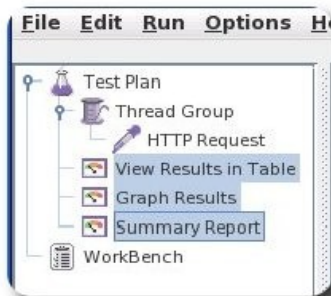 File Edit Run Options
Test Plan
Thread Group
HTTP Request
View Results in Table
Graph Results
Summary Report
WorkBench